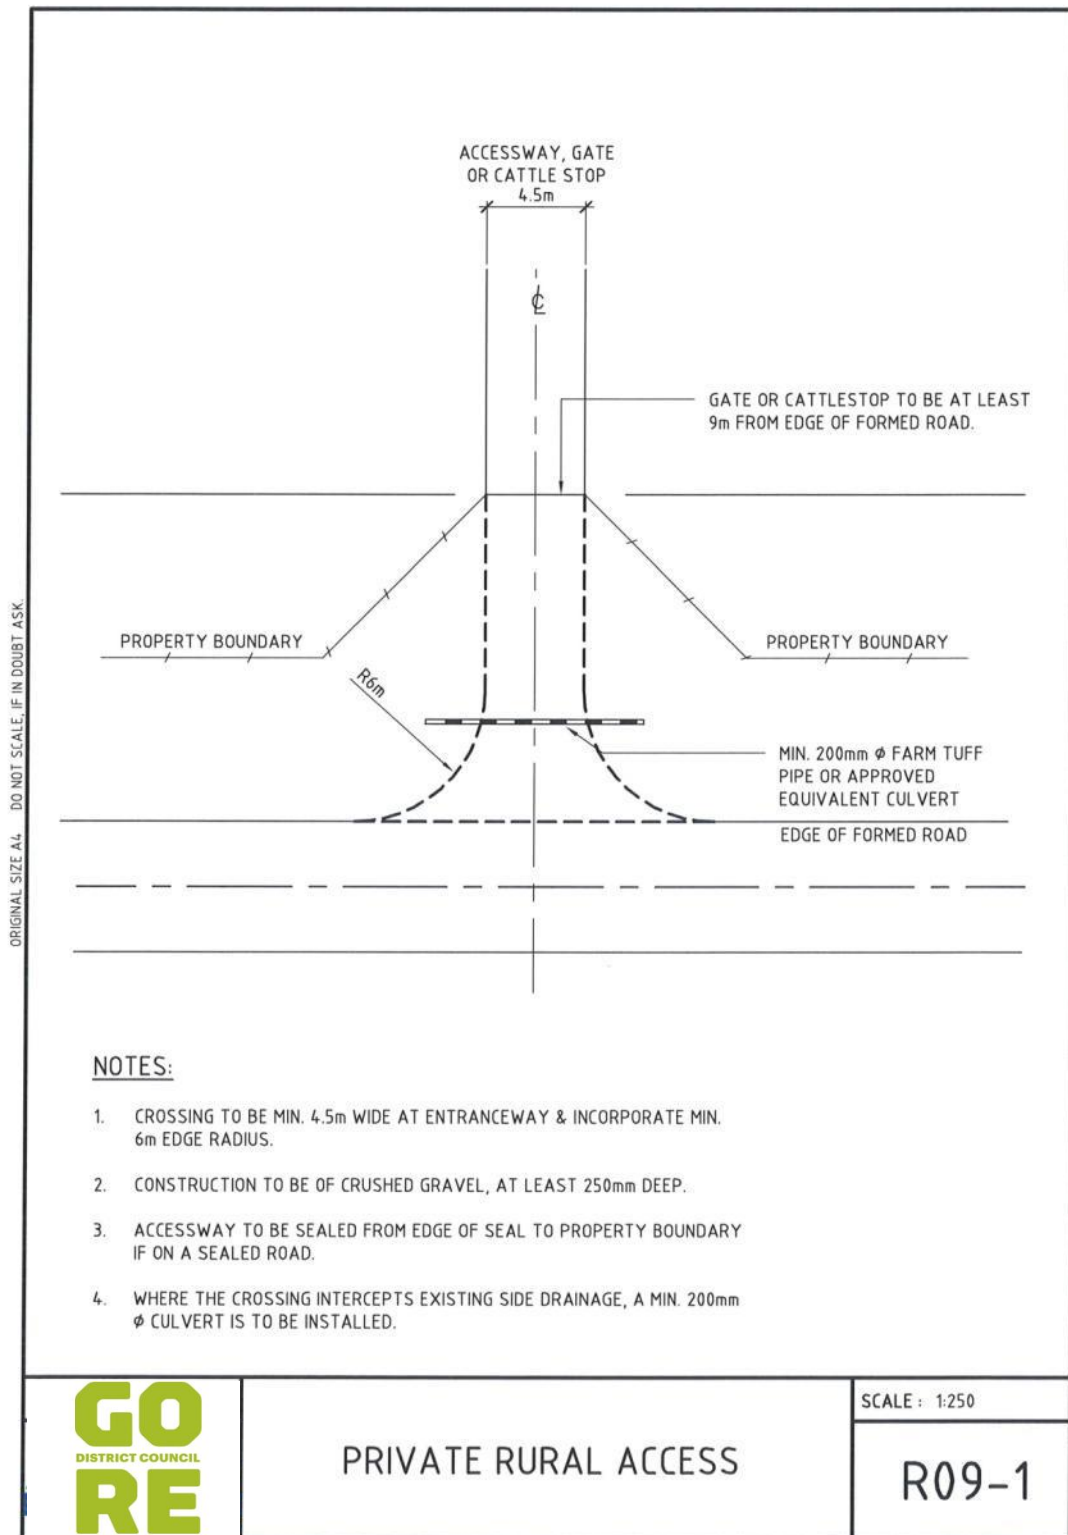 ACCESSWAY, GATE
OR CATTLE STOP
4.5m
℄
GATE OR CATTLESTOP TO BE AT LEAST
9m FROM EDGE OF FORMED ROAD.
PROPERTY BOUNDARY
PROPERTY BOUNDARY
R6m
MIN. 200mm ⌀ FARM TUFF
PIPE OR APPROVED
EQUIVALENT CULVERT
EDGE OF FORMED ROAD
ORIGINAL SIZE A4 DO NOT SCALE, IF IN DOUBT ASK.
NOTES:
1. CROSSING TO BE MIN. 4.5m WIDE AT ENTRANCEWAY & INCORPORATE MIN.
6m EDGE RADIUS.
2. CONSTRUCTION TO BE OF CRUSHED GRAVEL, AT LEAST 250mm DEEP.
3. ACCESSWAY TO BE SEALED FROM EDGE OF SEAL TO PROPERTY BOUNDARY
IF ON A SEALED ROAD.
4. WHERE THE CROSSING INTERCEPTS EXISTING SIDE DRAINAGE, A MIN. 200mm
⌀ CULVERT IS TO BE INSTALLED.
GO
DISTRICT COUNCIL
RE
PRIVATE RURAL ACCESS
SCALE : 1:250
R09-1